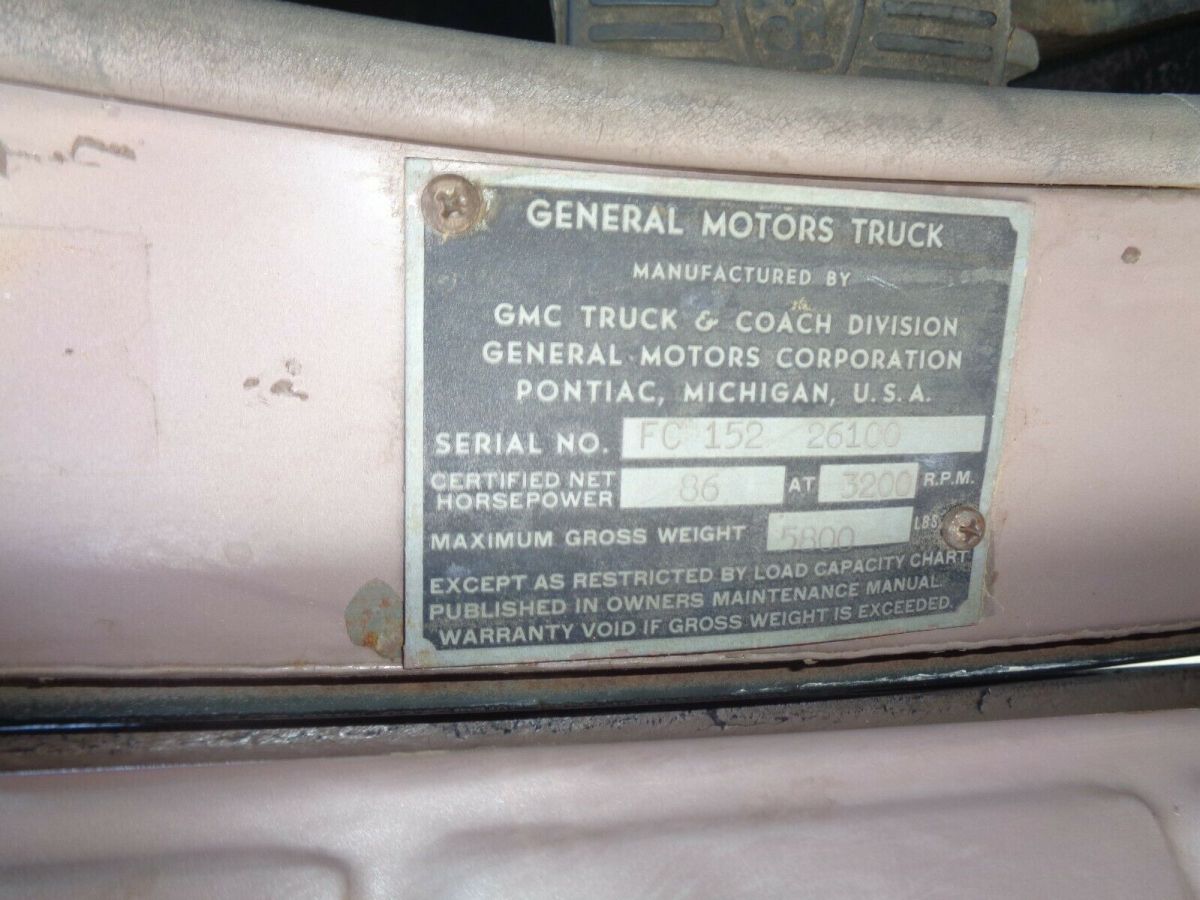 GENERAL MOTORS TRUCK
MANUFACTURED BY
GMC TRUCK & COACH DIVISION
GENERAL MOTORS CORPORATION
PONTIAC, MICHIGAN, U.S.A.
SERIAL NO. FC 152 26100
CERTIFIED NET HORSEPOWER 86 AT 3200 R.P.M.
MAXIMUM GROSS WEIGHT 5800 LBS.
EXCEPT AS RESTRICTED BY LOAD CAPACITY CHART
PUBLISHED IN OWNERS MAINTENANCE MANUAL.
WARRANTY VOID IF GROSS WEIGHT IS EXCEEDED.